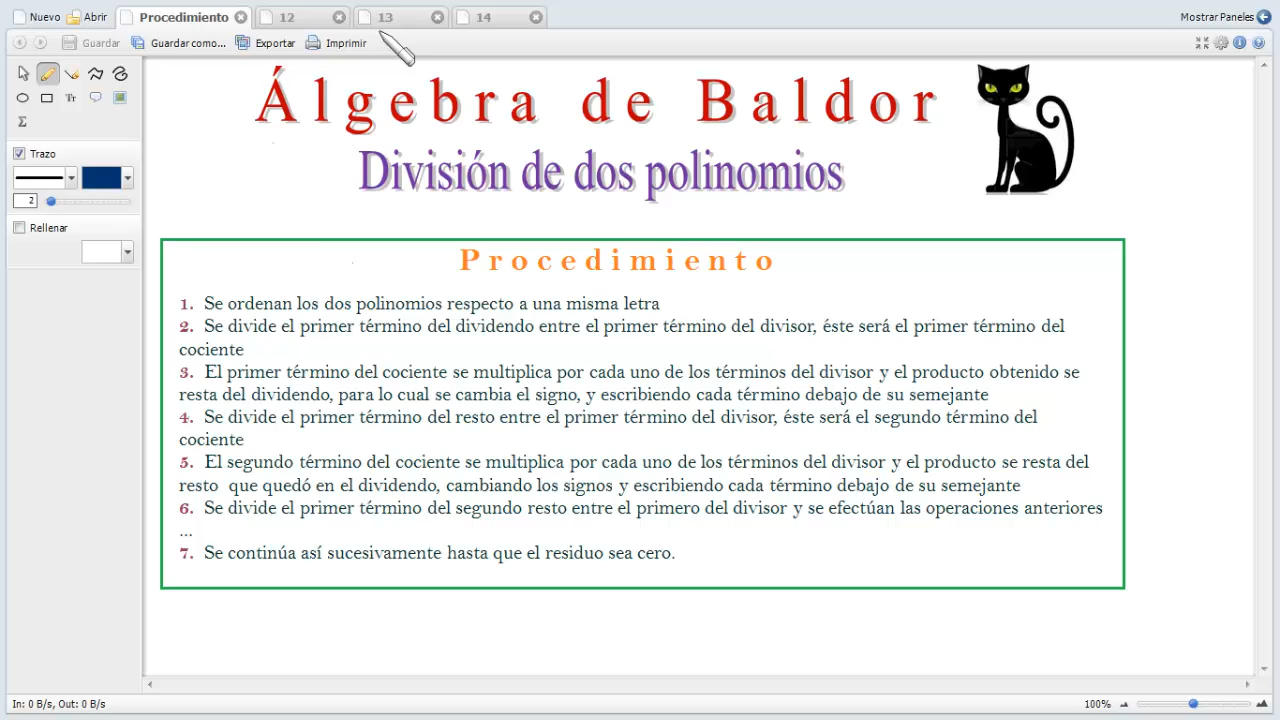 Nuevo Abrir Procedimiento 12 13 14 Mostrar Paneles
Guardar Guardar como... Exportar Imprimir
Álgebra de Baldor
División de dos polinomios
Tr
Σ
Trazo
2
Rellenar
Procedimiento
1. Se ordenan los dos polinomios respecto a una misma letra
2. Se divide el primer término del dividendo entre el primer término del divisor, éste será el primer término del
cociente
3. El primer término del cociente se multiplica por cada uno de los términos del divisor y el producto obtenido se
resta del dividendo, para lo cual se cambia el signo, y escribiendo cada término debajo de su semejante
4. Se divide el primer término del resto entre el primer término del divisor, éste será el segundo término del
cociente
5. El segundo término del cociente se multiplica por cada uno de los términos del divisor y el producto se resta del
resto que quedó en el dividendo, cambiando los signos y escribiendo cada término debajo de su semejante
6. Se divide el primer término del segundo resto entre el primero del divisor y se efectúan las operaciones anteriores
...
7. Se continúa así sucesivamente hasta que el residuo sea cero.
In: 0 B/s, Out: 0 B/s 100%